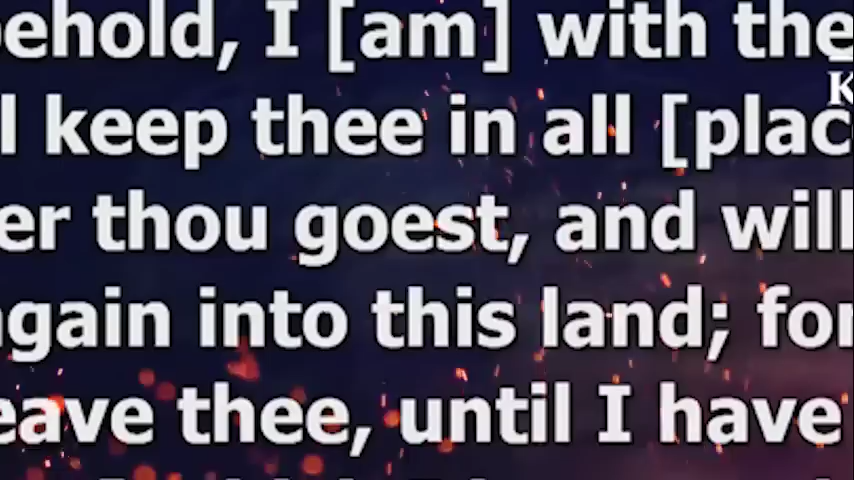 ehold, I [am] with the
K
l keep thee in all [plac
er thou goest, and will
again into this land; for
eave thee, until I have